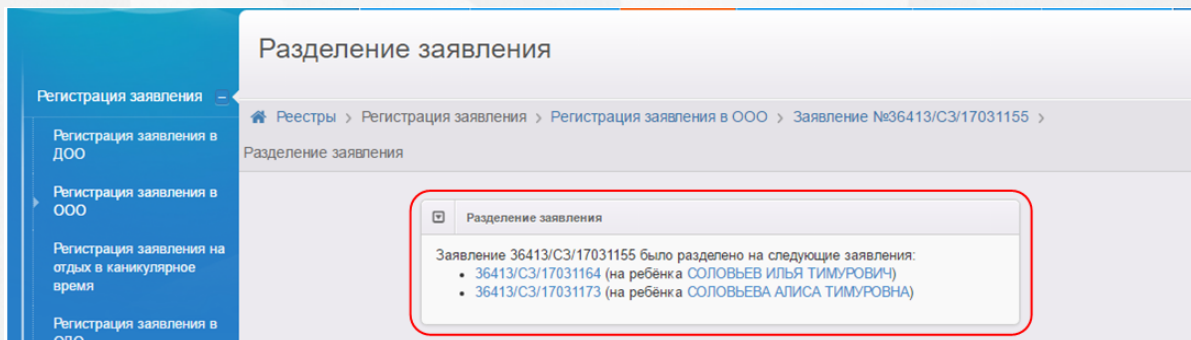 Разделение заявления
Регистрация заявления
Реестры > Регистрация заявления > Регистрация заявления в ООО > Заявление №36413/СЗ/17031155 >
Разделение заявления
Регистрация заявления в
ДОО
Регистрация заявления в
ООО
Регистрация заявления на
отдых в каникулярное
время
Регистрация заявления в
Разделение заявления
Заявление 36413/СЗ/17031155 было разделено на следующие заявления:
• 36413/СЗ/17031164 (на ребёнка СОЛОВЬЕВ ИЛЬЯ ТИМУРОВИЧ)
• 36413/СЗ/17031173 (на ребёнка СОЛОВЬЕВА АЛИСА ТИМУРОВНА)